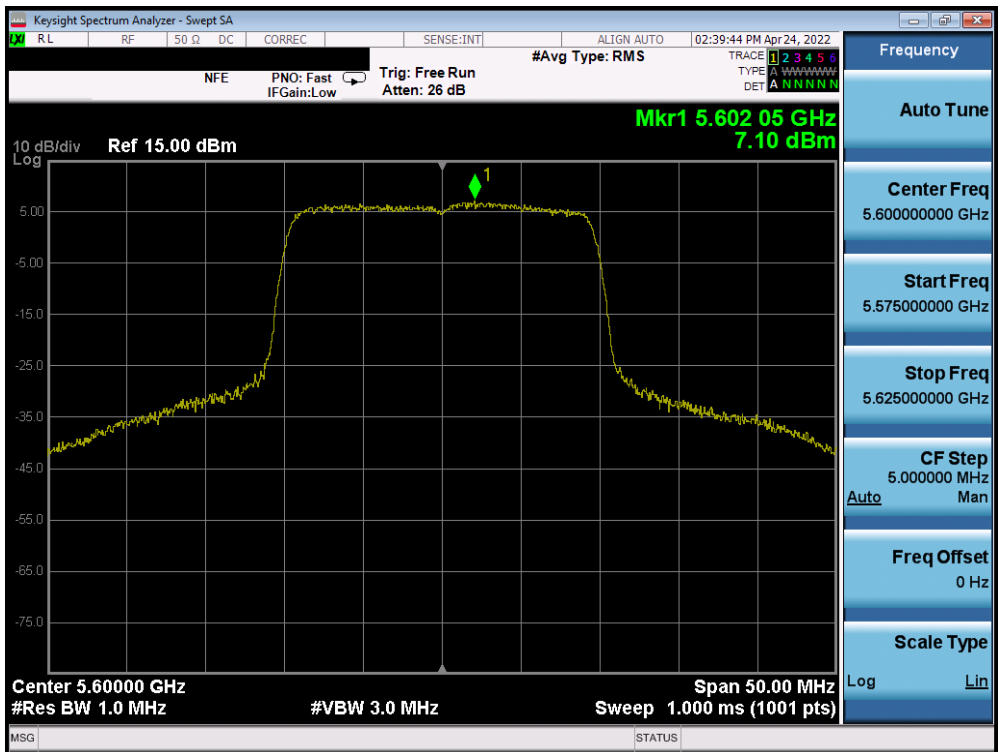 Keysight Spectrum Analyzer - Swept SA
LXI RL RF 50 Ω DC CORREC SENSE:INT ALIGN AUTO 02:39:44 PM Apr 24, 2022
NFE PNO: Fast Trig: Free Run #Avg Type: RMS TRACE 1 2 3 4 5 6
IFGain:Low Atten: 26 dB TYPE A WWWWW
DET A N N N N N
Mkr1 5.602 05 GHz
7.10 dBm
10 dB/div Ref 15.00 dBm
Log
1
5.00
-5.00
-15.0
-25.0
-35.0
-45.0
-55.0
-65.0
-75.0
Center 5.60000 GHz Span 50.00 MHz
#Res BW 1.0 MHz #VBW 3.0 MHz Sweep 1.000 ms (1001 pts)
MSG STATUS
Frequency
Auto Tune
Center Freq
5.600000000 GHz
Start Freq
5.575000000 GHz
Stop Freq
5.625000000 GHz
CF Step
5.000000 MHz
Auto Man
Freq Offset
0 Hz
Scale Type
Log Lin